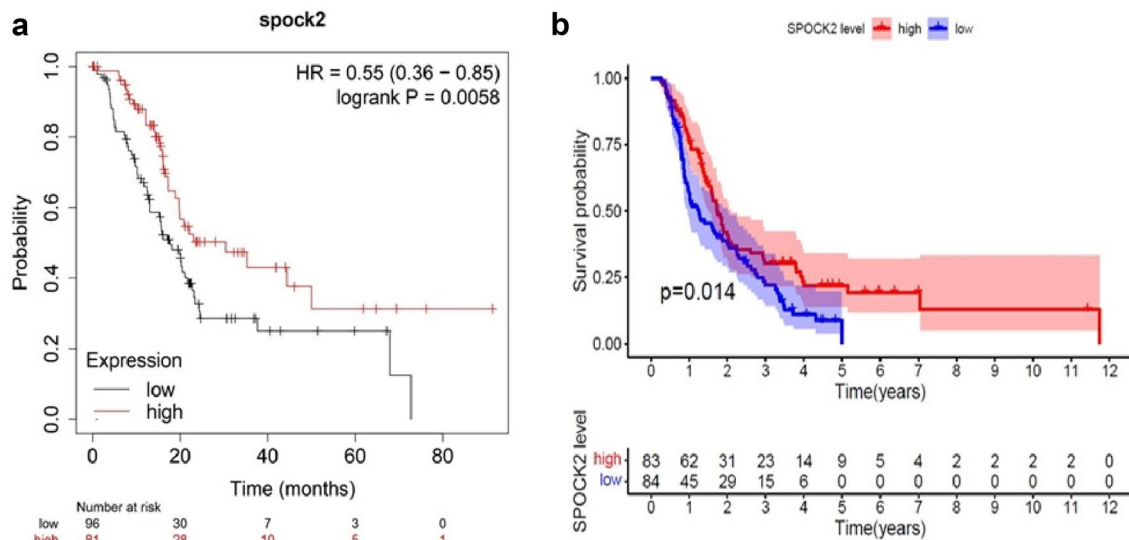 a
spock2
HR = 0.55 (0.36 − 0.85)
logrank P = 0.0058
Probability
1.0
0.8
0.6
0.4
0.2
0.0
Expression
low
high
0 20 40 60 80
Time (months)
Number at risk
low 96 30 7 3 0
high 81 28 10 5 1
b
SPOCK2 level high low
Survival probability
1.00
0.75
0.50
0.25
0.00
p=0.014
0 1 2 3 4 5 6 7 8 9 10 11 12
Time(years)
SPOCK2 level
high 83 62 31 23 14 9 5 4 2 2 2 2 0
low 84 45 29 15 6 0 0 0 0 0 0 0 0
0 1 2 3 4 5 6 7 8 9 10 11 12
Time(years)